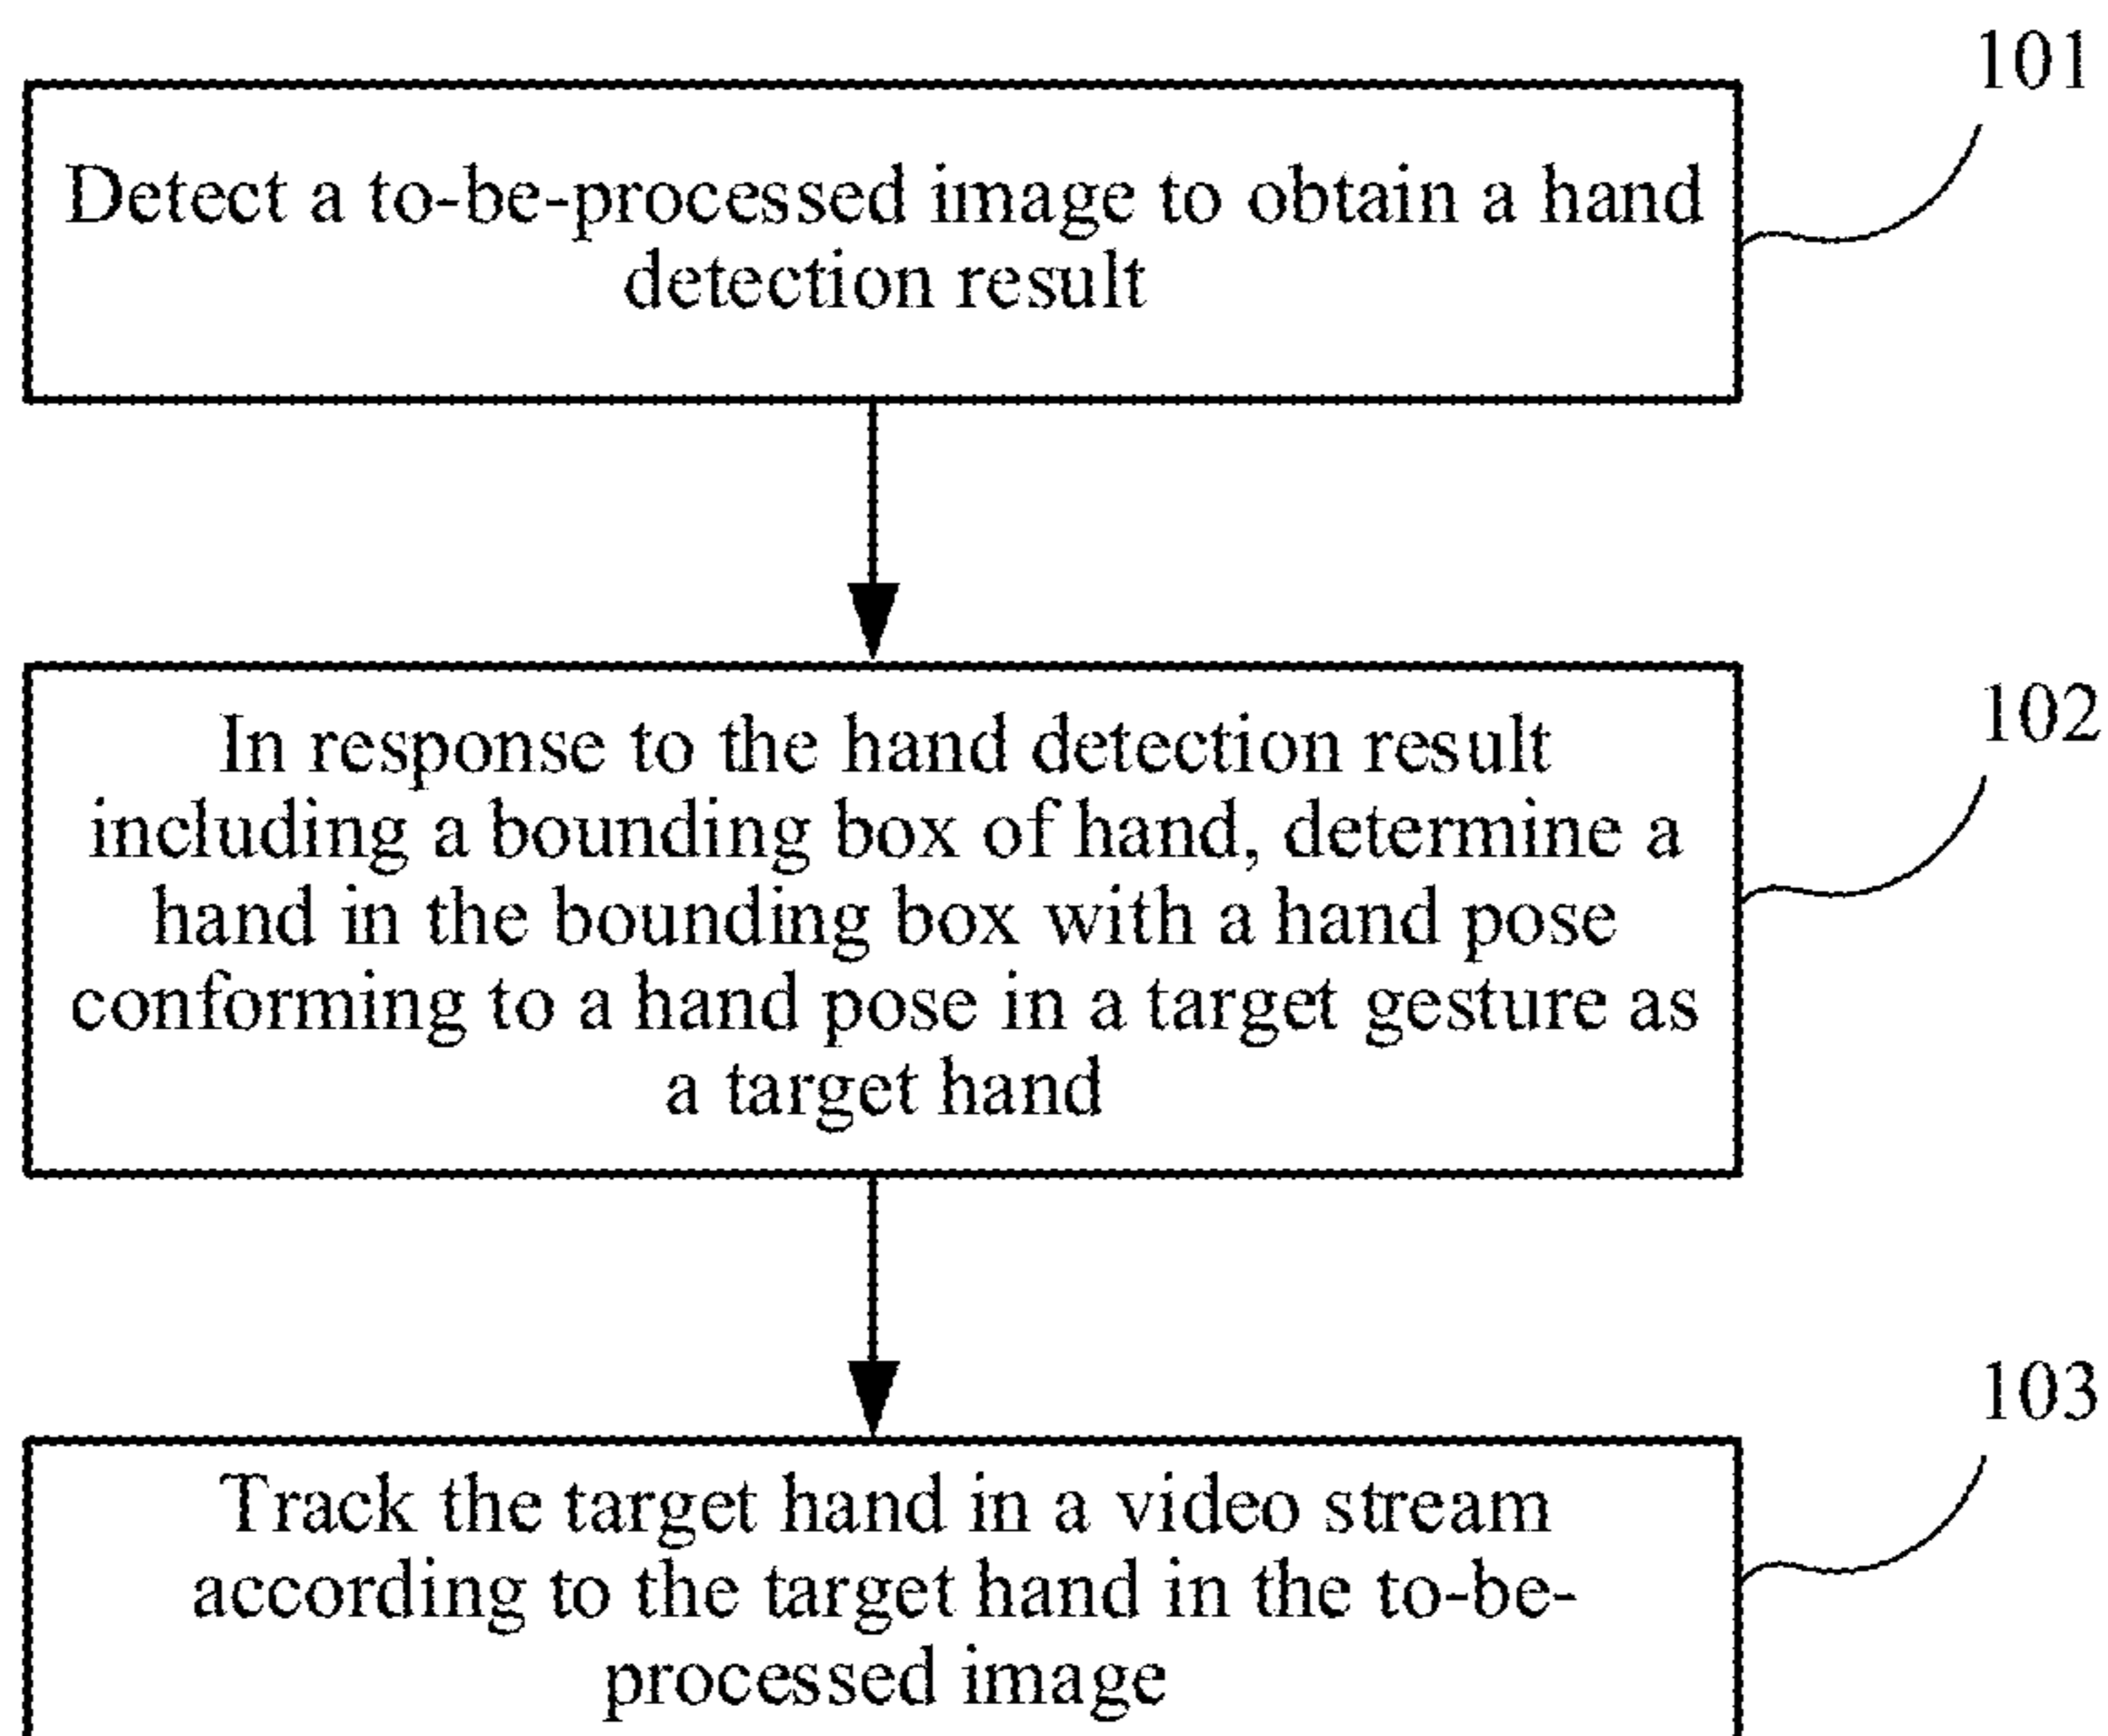 101
Detect a to-be-processed image to obtain a hand
detection result
102
In response to the hand detection result
including a bounding box of hand, determine a
hand in the bounding box with a hand pose
conforming to a hand pose in a target gesture as
a target hand
103
Track the target hand in a video stream
according to the target hand in the to-be-
processed image